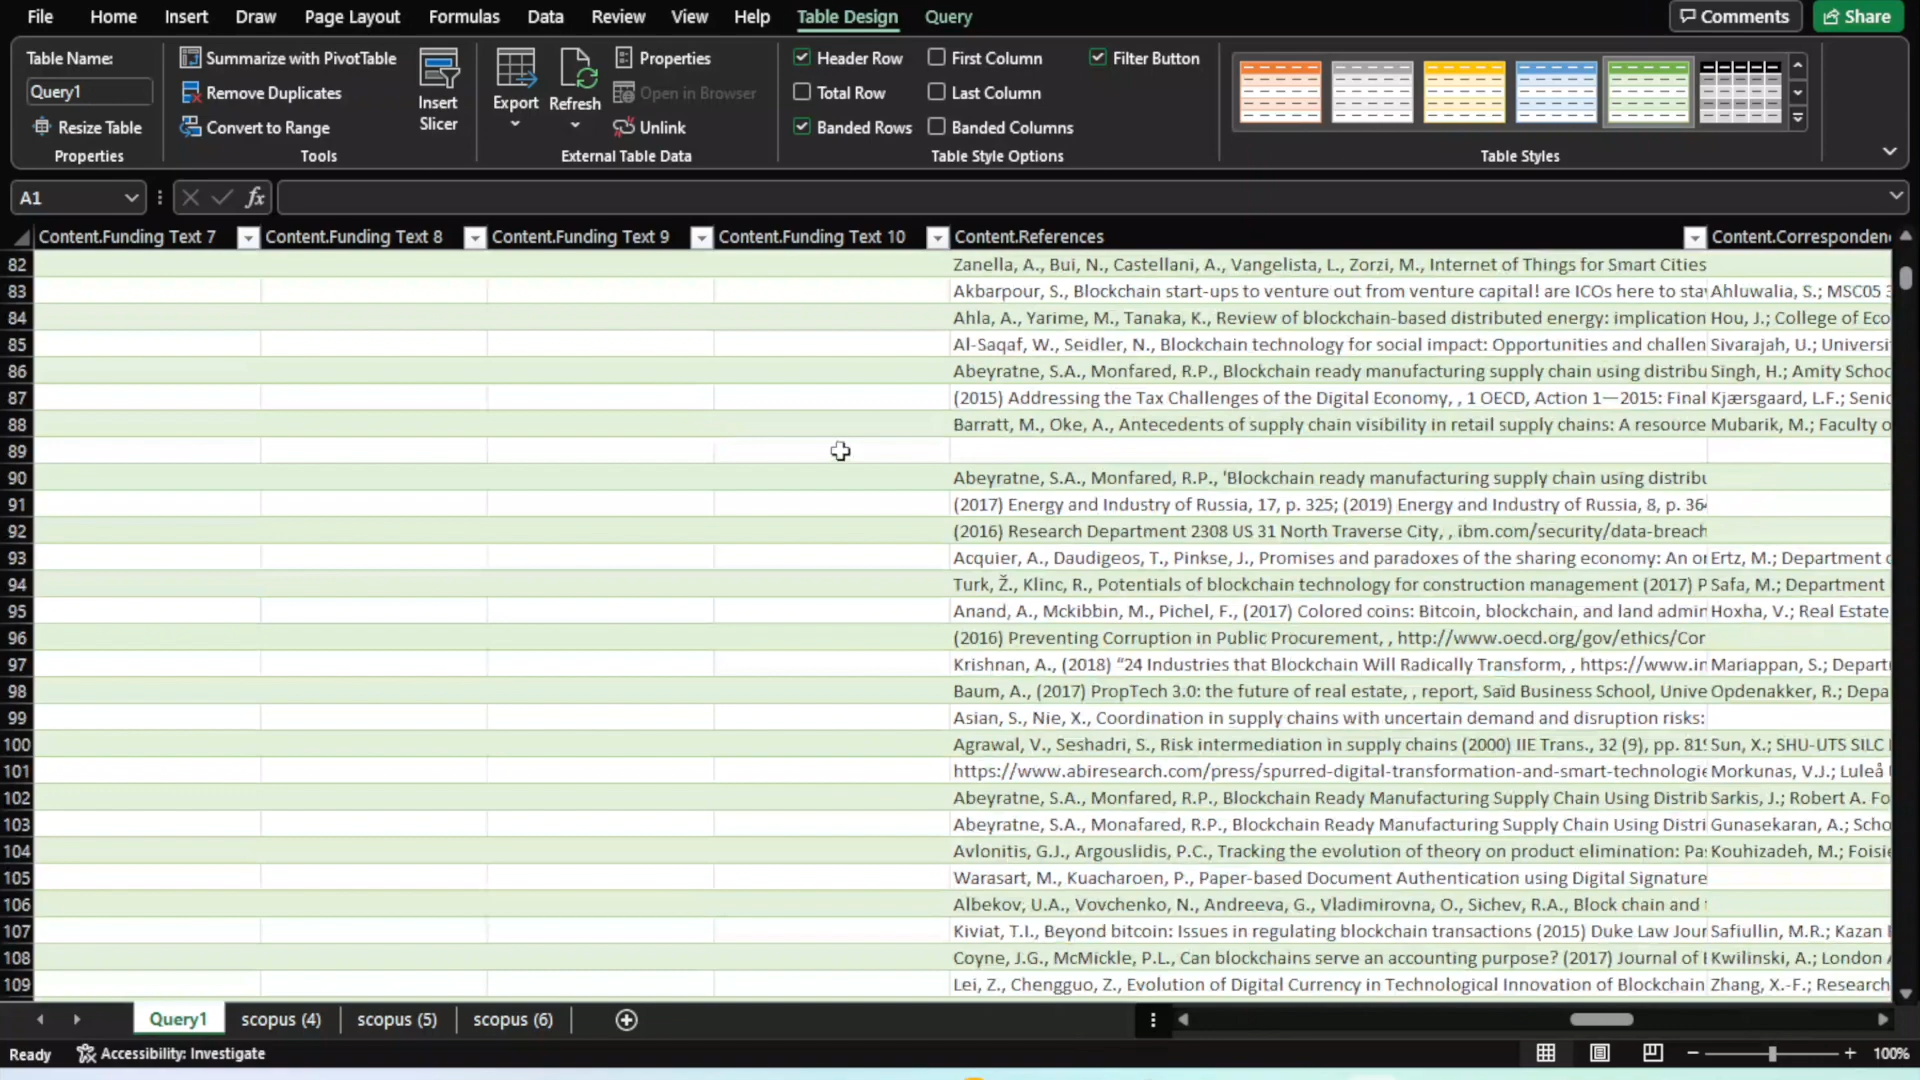 File Home Insert Draw Page Layout Formulas Data Review View Help Table Design Query Comments Share
Table Name:
Query1
Resize Table
Properties
Summarize with PivotTable
Remove Duplicates
Convert to Range
Tools
Insert
Slicer
Export
Refresh
Properties
Open in Browser
Unlink
External Table Data
Header Row
Total Row
Banded Rows
First Column
Last Column
Banded Columns
Filter Button
Table Style Options
Table Styles
A1
fx
Content.Funding Text 7 Content.Funding Text 8 Content.Funding Text 9 Content.Funding Text 10 Content.References Content.Corresponden
82 Zanella, A., Bui, N., Castellani, A., Vangelista, L., Zorzi, M., Internet of Things for Smart Cities
83 Akbarpour, S., Blockchain start-ups to venture out from venture capital! are ICOs here to stay Ahluwalia, S.; MSC05 3
84 Ahla, A., Yarime, M., Tanaka, K., Review of blockchain-based distributed energy: implication Hou, J.; College of Eco
85 Al-Saqaf, W., Seidler, N., Blockchain technology for social impact: Opportunities and challen Sivarajah, U.; Universi
86 Abeyratne, S.A., Monfared, R.P., Blockchain ready manufacturing supply chain using distribu Singh, H.; Amity Schoo
87 (2015) Addressing the Tax Challenges of the Digital Economy, , 1 OECD, Action 1—2015: Final Kjærsgaard, L.F.; Senio
88 Barratt, M., Oke, A., Antecedents of supply chain visibility in retail supply chains: A resource Mubarik, M.; Faculty o
89
90 Abeyratne, S.A., Monfared, R.P., 'Blockchain ready manufacturing supply chain using distribu
91 (2017) Energy and Industry of Russia, 17, p. 325; (2019) Energy and Industry of Russia, 8, p. 364
92 (2016) Research Department 2308 US 31 North Traverse City, , ibm.com/security/data-breach
93 Acquier, A., Daudigeos, T., Pinkse, J., Promises and paradoxes of the sharing economy: An or Ertz, M.; Department o
94 Turk, Ž., Klinc, R., Potentials of blockchain technology for construction management (2017) P Safa, M.; Department
95 Anand, A., Mckibbin, M., Pichel, F., (2017) Colored coins: Bitcoin, blockchain, and land admin Hoxha, V.; Real Estate
96 (2016) Preventing Corruption in Public Procurement, , http://www.oecd.org/gov/ethics/Cor
97 Krishnan, A., (2018) “24 Industries that Blockchain Will Radically Transform, , https://www.in Mariappan, S.; Depart
98 Baum, A., (2017) PropTech 3.0: the future of real estate, , report, Saïd Business School, Unive Opdenakker, R.; Depa
99 Asian, S., Nie, X., Coordination in supply chains with uncertain demand and disruption risks:
100 Agrawal, V., Seshadri, S., Risk intermediation in supply chains (2000) IIE Trans., 32 (9), pp. 819 Sun, X.; SHU-UTS SILC
101 https://www.abiresearch.com/press/spurred-digital-transformation-and-smart-technologie Morkunas, V.J.; Luleå
102 Abeyratne, S.A., Monfared, R.P., Blockchain Ready Manufacturing Supply Chain Using Distrib Sarkis, J.; Robert A. Fo
103 Abeyratne, S.A., Monafared, R.P., Blockchain Ready Manufacturing Supply Chain Using Distri Gunasekaran, A.; Scho
104 Avlonitis, G.J., Argouslidis, P.C., Tracking the evolution of theory on product elimination: Pa Kouhizadeh, M.; Foisie
105 Warasart, M., Kuacharoen, P., Paper-based Document Authentication using Digital Signature
106 Albekov, U.A., Vovchenko, N., Andreeva, G., Vladimirovna, O., Sichev, R.A., Block chain and
107 Kiviat, T.I., Beyond bitcoin: Issues in regulating blockchain transactions (2015) Duke Law Jour Safiullin, M.R.; Kazan
108 Coyne, J.G., McMickle, P.L., Can blockchains serve an accounting purpose? (2017) Journal of Kwilinski, A.; London
109 Lei, Z., Chengguo, Z., Evolution of Digital Currency in Technological Innovation of Blockchain Zhang, X.-F.; Research
Query1 scopus (4) scopus (5) scopus (6)
Ready Accessibility: Investigate 100%